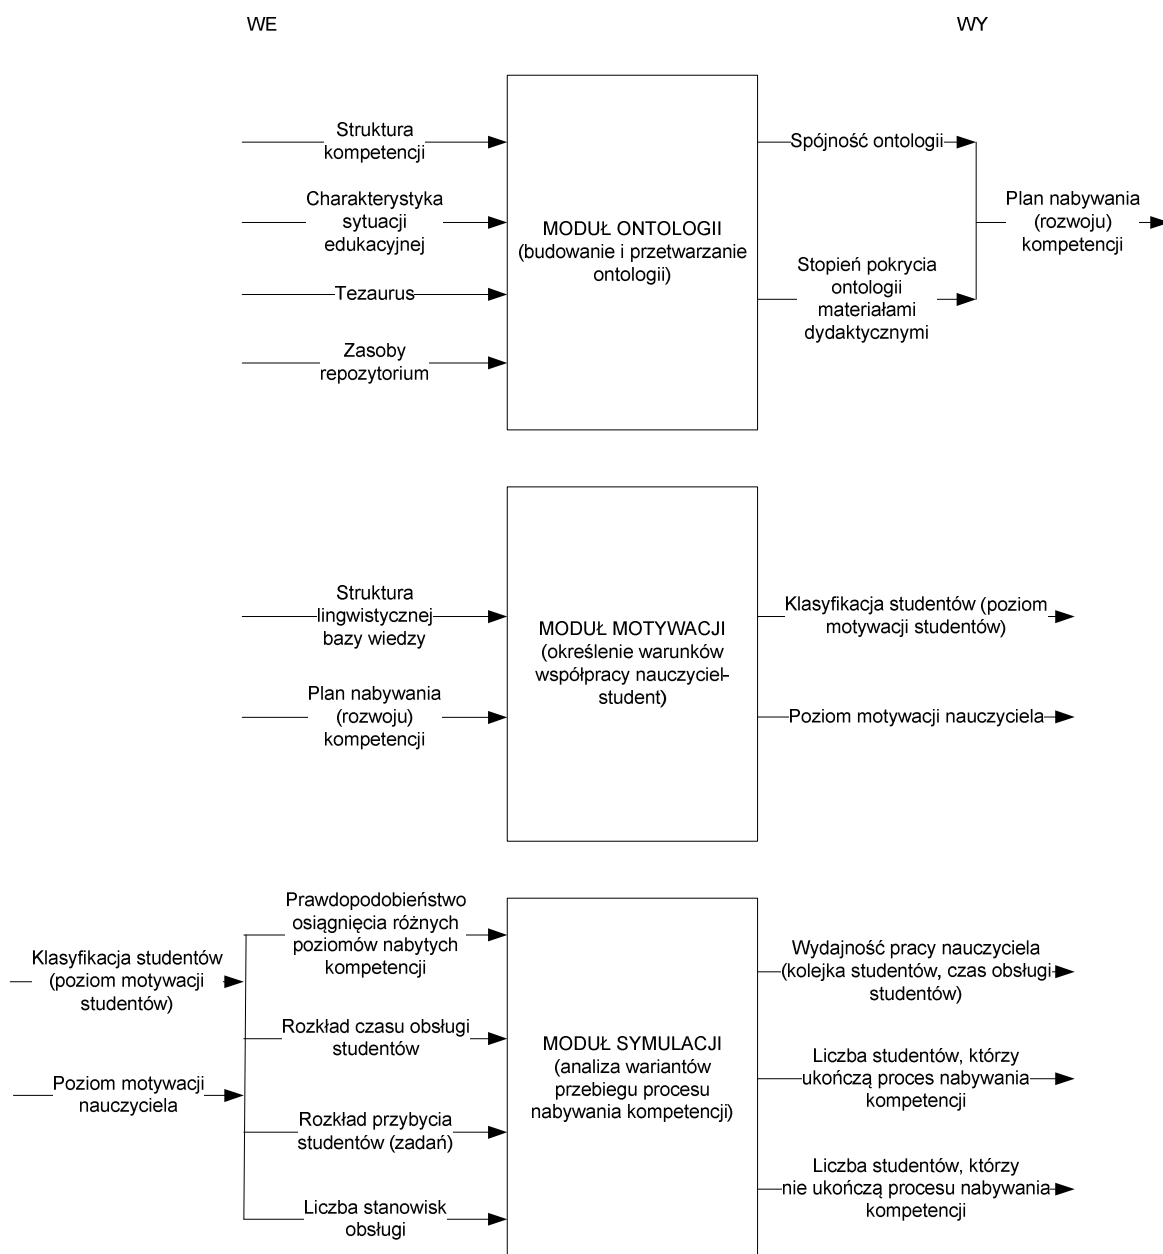 WE
WY
Struktura
kompetencji
Charakterystyka
sytuacji
edukacyjnej
Tezaurus
Zasoby
repozytorium
MODUŁ ONTOLOGII
(budowanie i przetwarzanie
ontologii)
Spójność ontologii
Stopień pokrycia
ontologii
materiałami
dydaktycznymi
Plan nabywania
(rozwoju)
kompetencji
Struktura
lingwistycznej
bazy wiedzy
Plan nabywania
(rozwoju)
kompetencji
MODUŁ MOTYWACJI
(określenie warunków
współpracy nauczyciel-
student)
Klasyfikacja studentów (poziom
motywacji studentów)
Poziom motywacji nauczyciela
Klasyfikacja studentów
(poziom motywacji
studentów)
Poziom motywacji
nauczyciela
Prawdopodobieństwo
osiągnięcia różnych
poziomów nabytych
kompetencji
Rozkład czasu obsługi
studentów
Rozkład przybycia
studentów (zadań)
Liczba stanowisk
obsługi
MODUŁ SYMULACJI
(analiza wariantów
przebiegu procesu
nabywania kompetencji)
Wydajność pracy nauczyciela
(kolejka studentów, czas obsługi
studentów)
Liczba studentów, którzy
ukończą proces nabywania
kompetencji
Liczba studentów, którzy
nie ukończą procesu nabywania
kompetencji